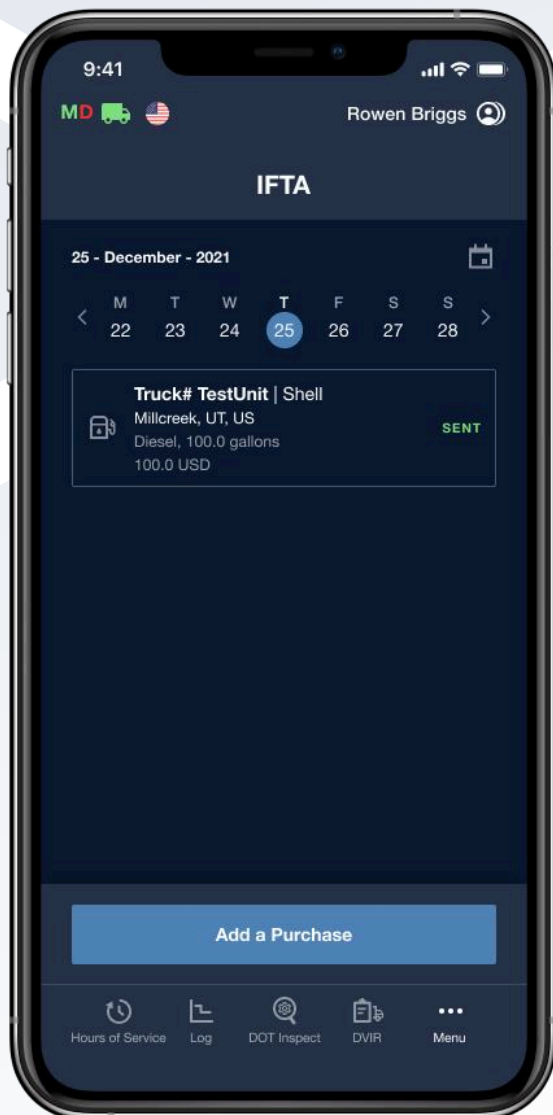 9:41
MD
Rowen Briggs
IFTA
25 - December - 2021
M T W T F S S
22 23 24 25 26 27 28
Truck# TestUnit | Shell
Millcreek, UT, US
Diesel, 100.0 gallons
100.0 USD
SENT
Add a Purchase
Hours of Service Log DOT Inspect DVIR Menu